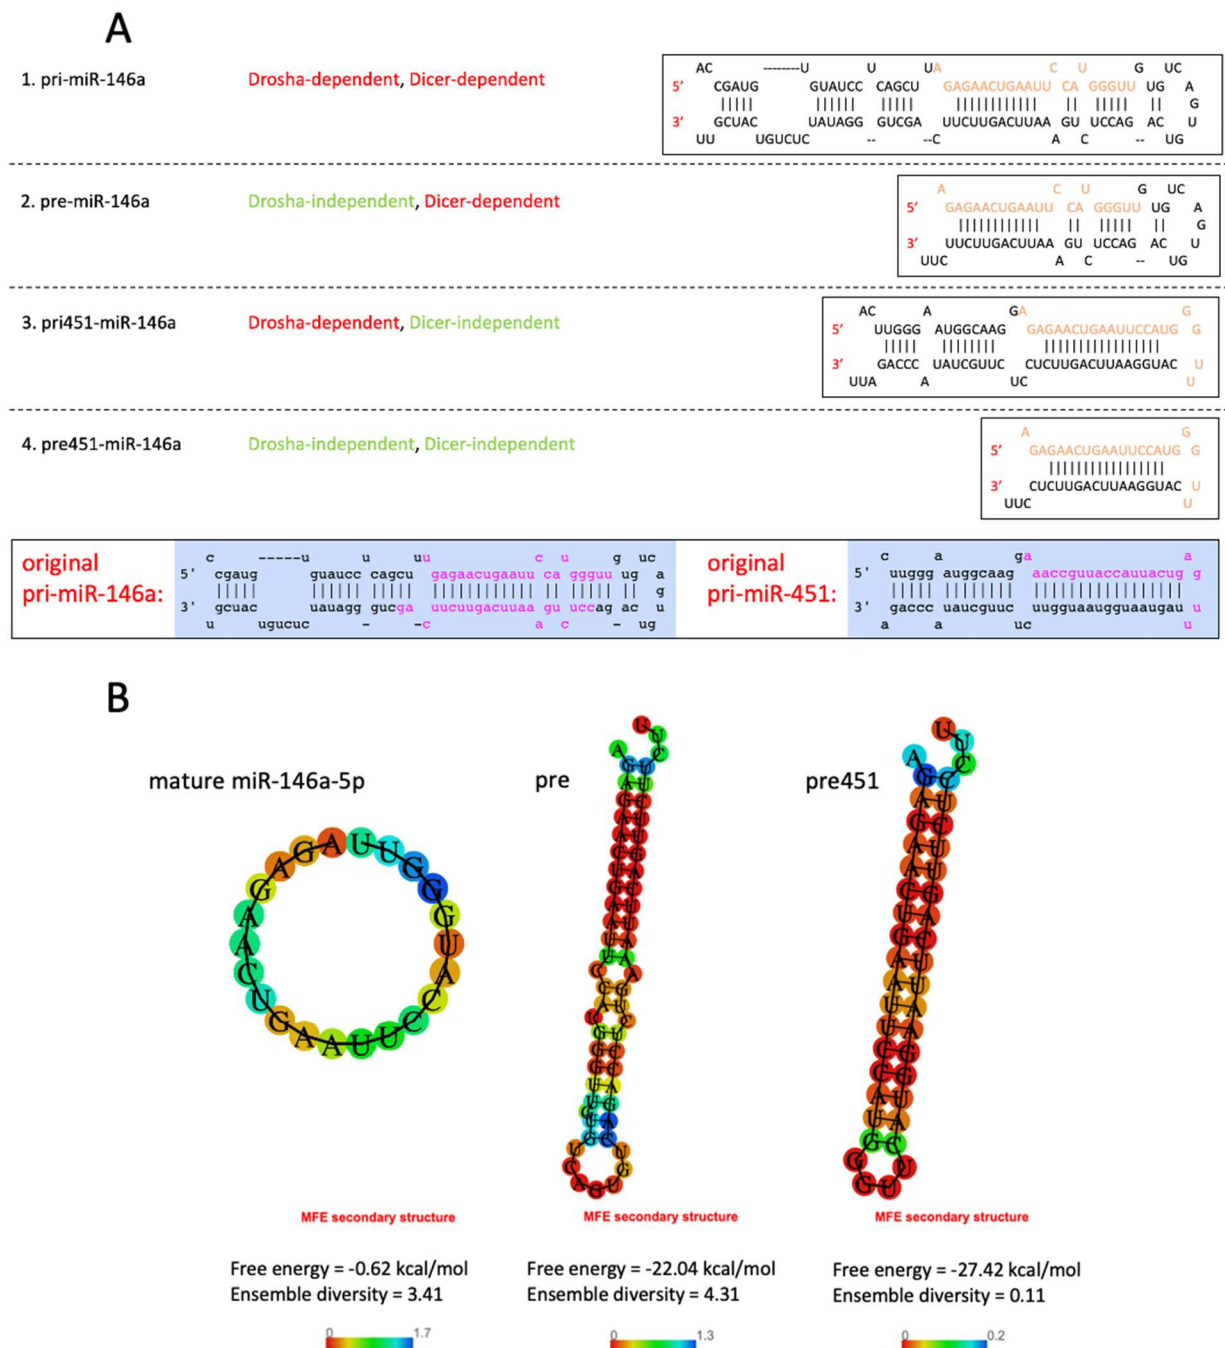 A
1. pri-miR-146a Drosha-dependent, Dicer-dependent
AC --------U U UA C U G UC
5' CGAUG GUAUCC CAGCU GAGAACUGAAUU CA GGGUU UG A
||||| |||||| ||||| |||||||||||| || ||||| || G
3' GCUAC UAUAGG GUCGA UUCUUGACUUAA GU UCCAG AC U
UU UGUCUC -- --C A C -- UG
2. pre-miR-146a Drosha-independent, Dicer-dependent
A C U G UC
5' GAGAACUGAAUU CA GGGUU UG A
|||||||||||| || ||||| || G
3' UUCUUGACUUAA GU UCCAG AC U
UUC A C -- UG
3. pri451-miR-146a Drosha-dependent, Dicer-independent
AC A GA G
5' UUGGG AUGGCAAG GAGAACUGAAUUCCAUG G
||||| |||||||| |||||||||||||||||
3' GACCC UAUCGUUC CUCUUGACUUAAGGUAC U
UUA A UC U
4. pre451-miR-146a Drosha-independent, Dicer-independent
A G
5' GAGAACUGAAUUCCAUG G
|||||||||||||||||
3' CUCUUGACUUAAGGUAC U
UUC U
original
pri-miR-146a:
c -----u u uu c u g uc
5' cgaug guaucc cagcu gagaacugaauu ca ggguu ug a
||||| |||||| ||||| |||||||||||| || ||||| || g
3' gcuac uauagg gucga uucuugacuuaa gu uccag ac u
u ugucuc - -c a c - ug
original
pri-miR-451:
c a ga a
5' uuggg auggcaag aaccguuaccauuacug g
||||| |||||||| |||||||||||||||||
3' gaccc uaucguuc uugguaaugguaaugau u
a a uc u
B
mature miR-146a-5p
pre
pre451
MFE secondary structure
MFE secondary structure
MFE secondary structure
Free energy = -0.62 kcal/mol
Ensemble diversity = 3.41
Free energy = -22.04 kcal/mol
Ensemble diversity = 4.31
Free energy = -27.42 kcal/mol
Ensemble diversity = 0.11
0 1.7
0 1.3
0 0.2